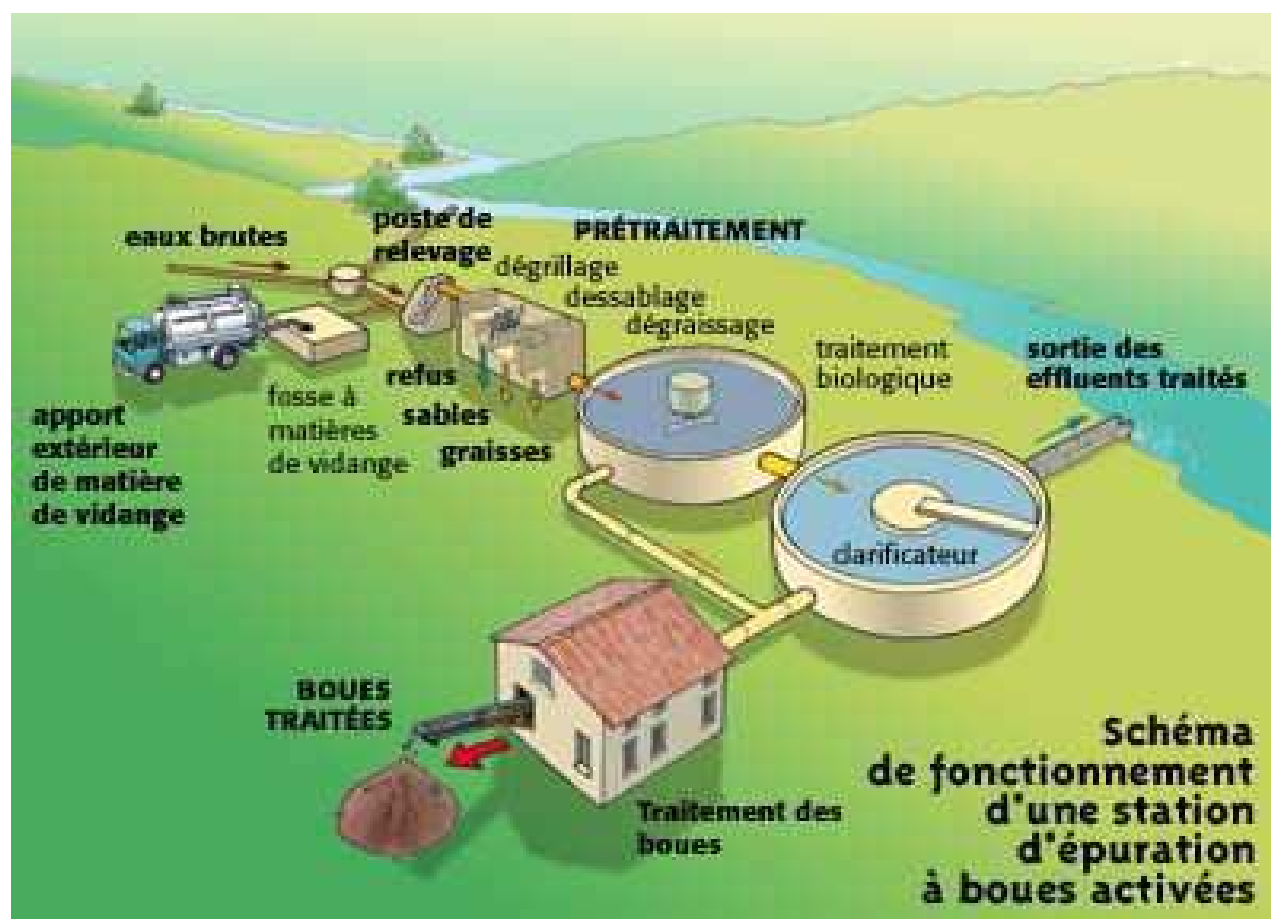 eaux brutes
poste de
relevage
PRÉTRAITEMENT
dégrillage
dessablage
dégraissage
traitement
biologique
sortie des
effluents traités
refus
sables
graisses
fosse à
matières
de vidange
apport
extérieur
de matière
de vidange
clarificateur
BOUES
TRAITÉES
Traitement des
boues
Schéma
de fonctionnement
d'une station
d'épuration
à boues activées